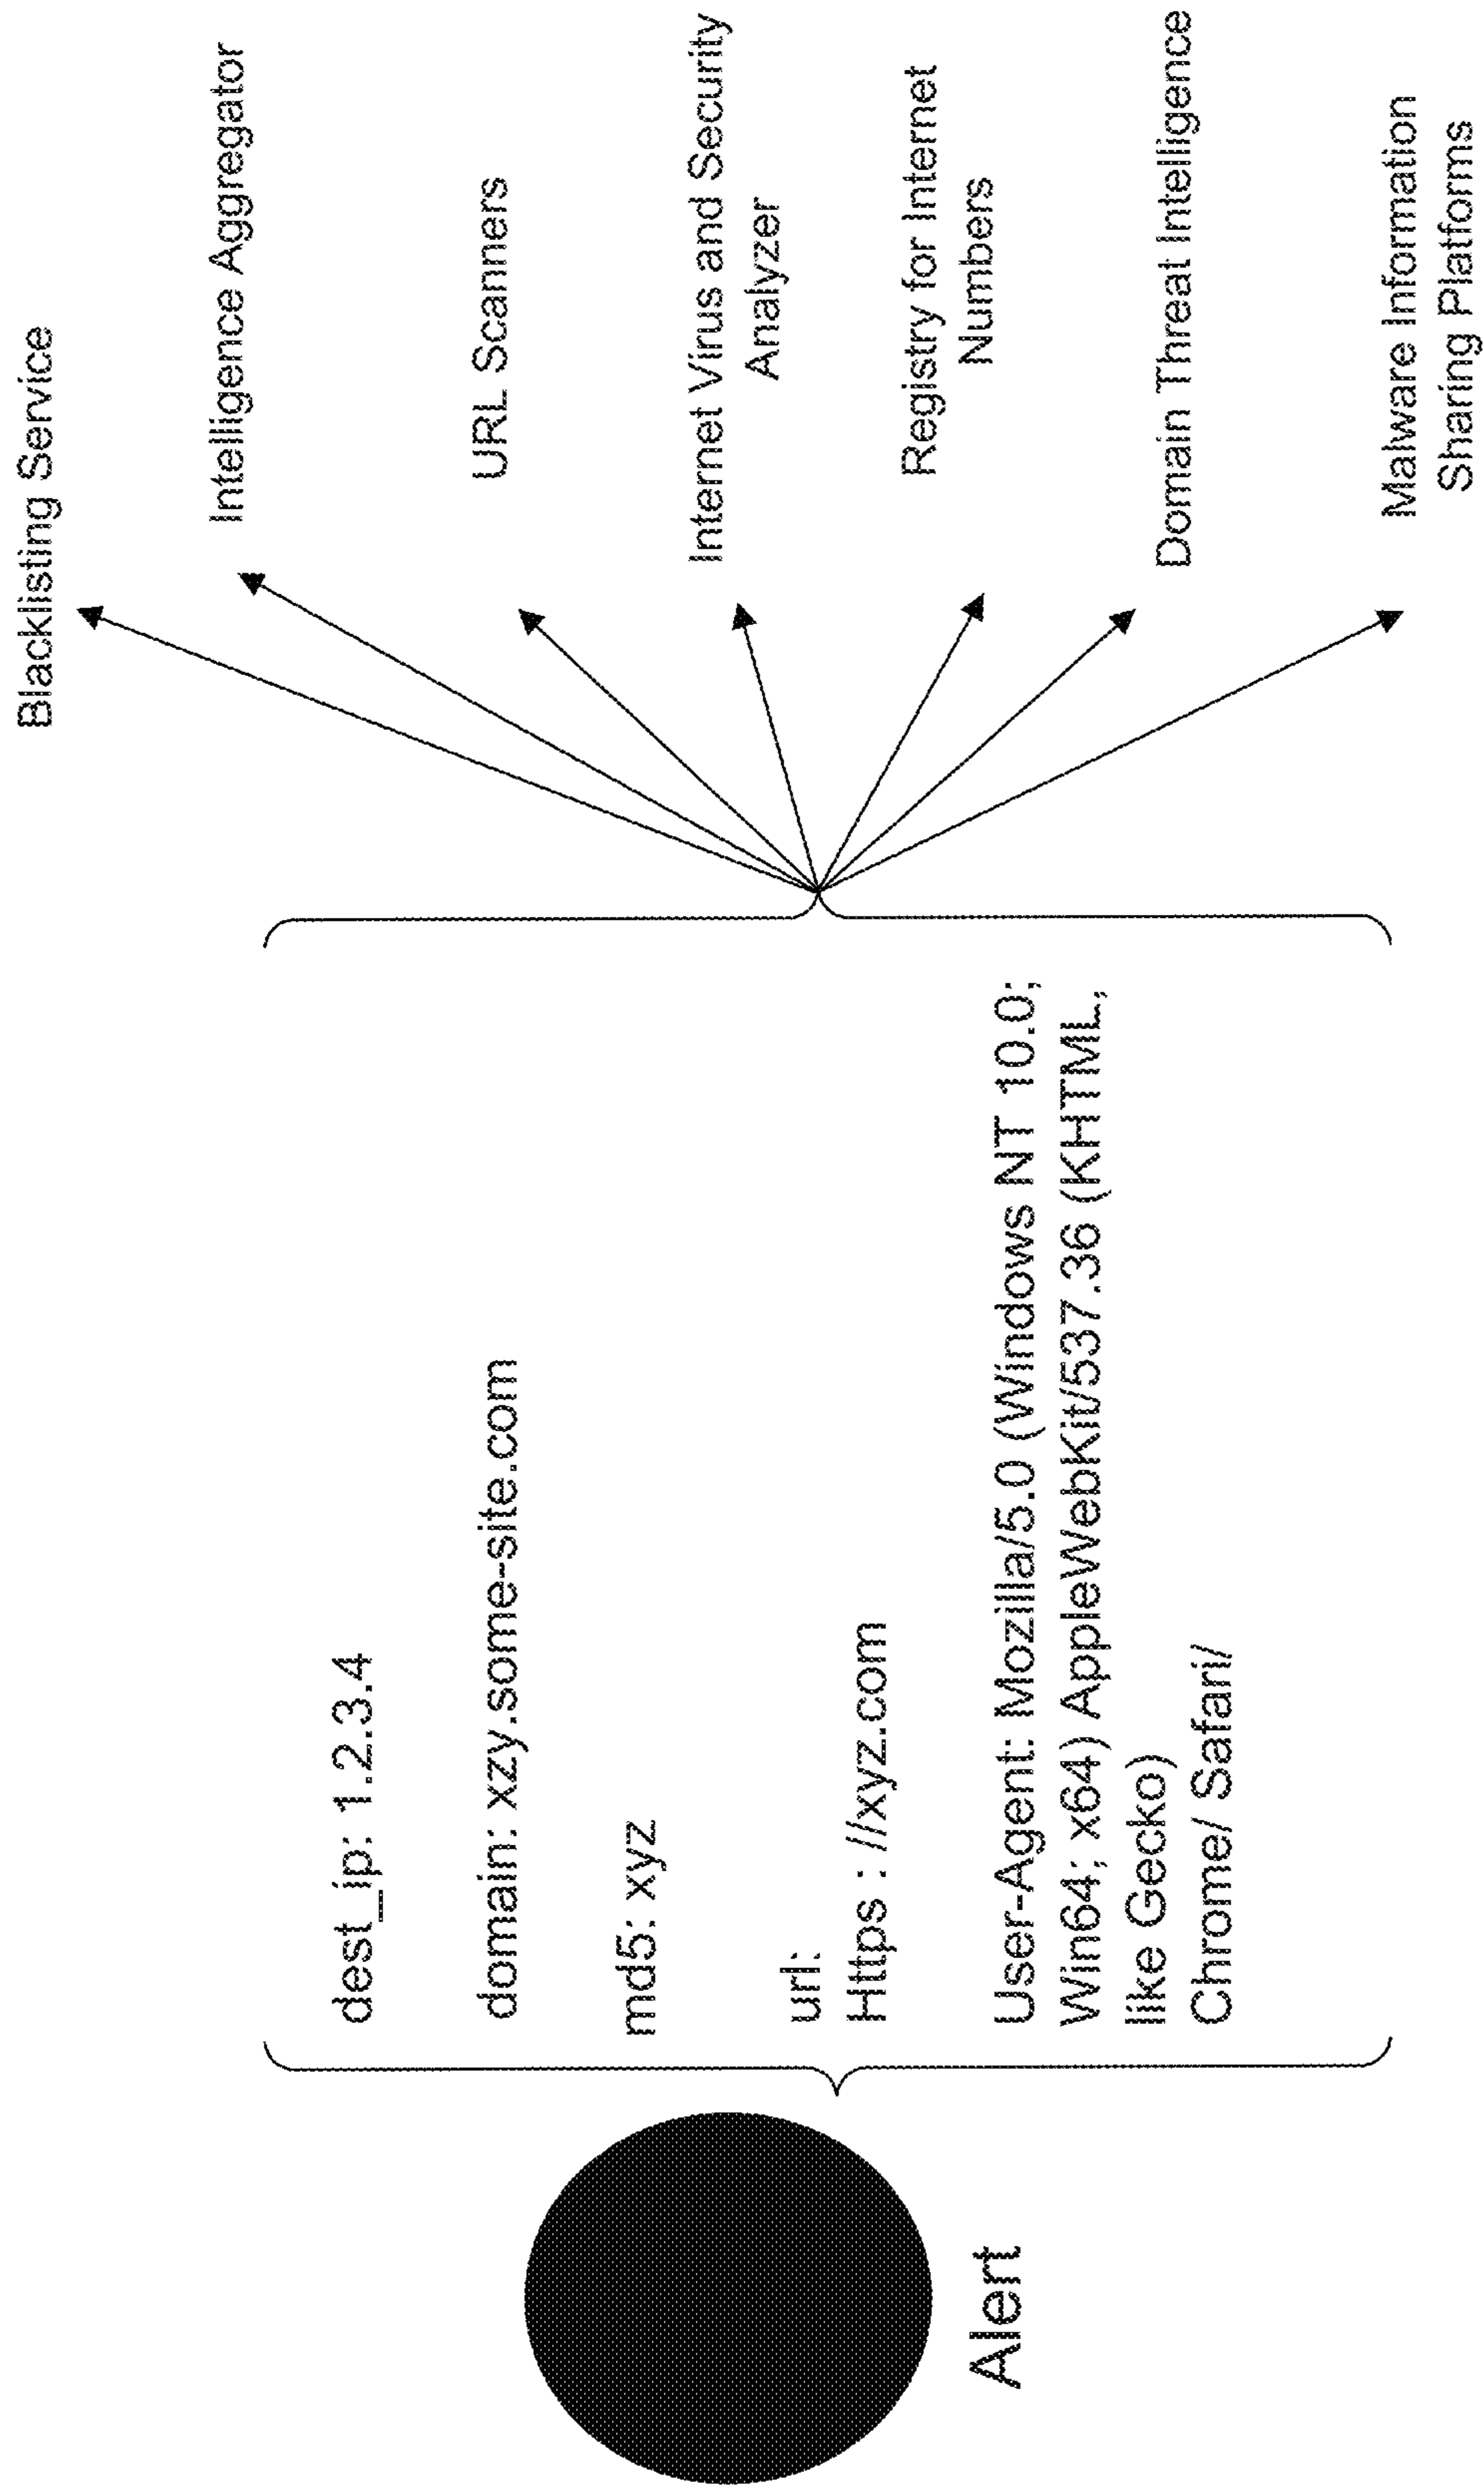 Alert
dest_ip: 1.2.3.4
domain: xzy.some-site.com
md5: xyz
url:
Https : //xyz.com
User-Agent: Mozilla/5.0 (Windows NT 10.0;
Win64; x64) AppleWebKit/537.36 (KHTML,
like Gecko)
Chrome/ Safari/
Blacklisting Service
Intelligence Aggregator
URL Scanners
Internet Virus and Security
Analyzer
Registry for Internet
Numbers
Domain Threat Intelligence
Malware Information
Sharing Platforms